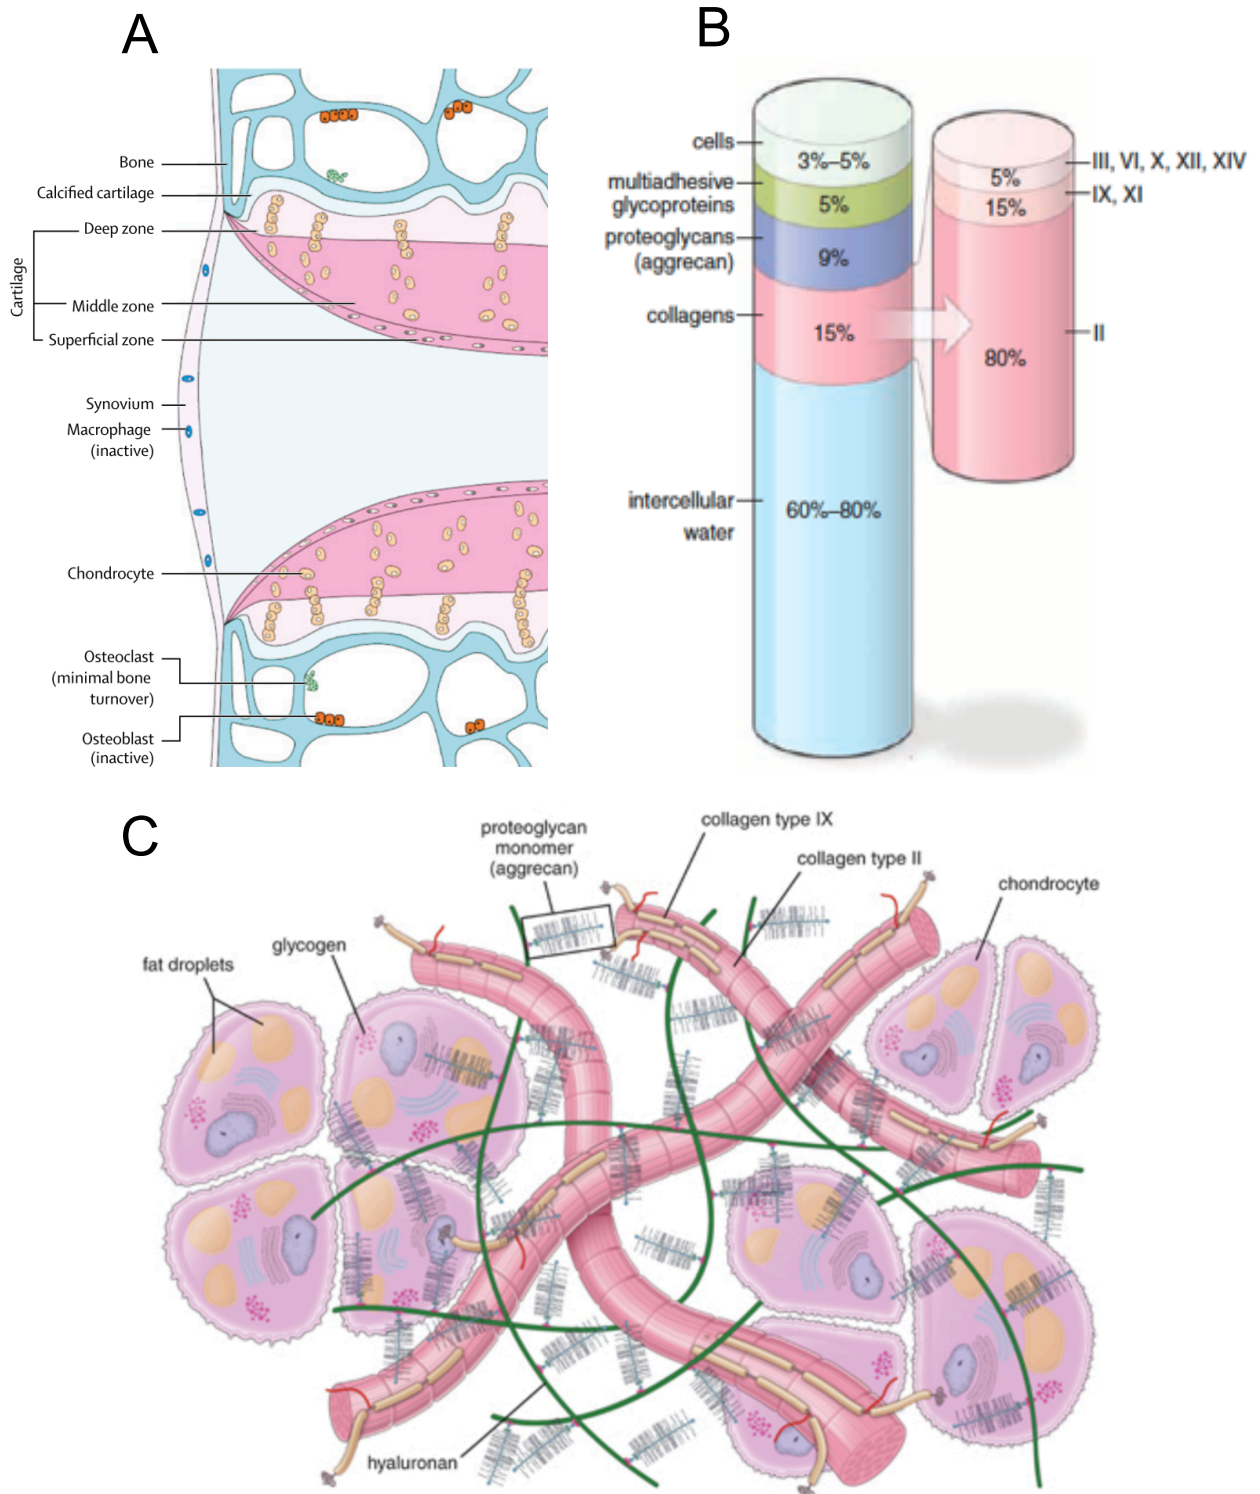 A
Bone
Calcified cartilage
Deep zone
Cartilage
Middle zone
Superficial zone
Synovium
Macrophage
(inactive)
Chondrocyte
Osteoclast
(minimal bone
turnover)
Osteoblast
(inactive)
B
cells
3%–5%
multiadhesive
glycoproteins
5%
proteoglycans
(aggrecan)
9%
collagens
15%
intercellular
water
60%–80%
III, VI, X, XII, XIV
5%
IX, XI
15%
II
80%
C
proteoglycan
monomer
(aggrecan)
collagen type IX
collagen type II
chondrocyte
glycogen
fat droplets
hyaluronan